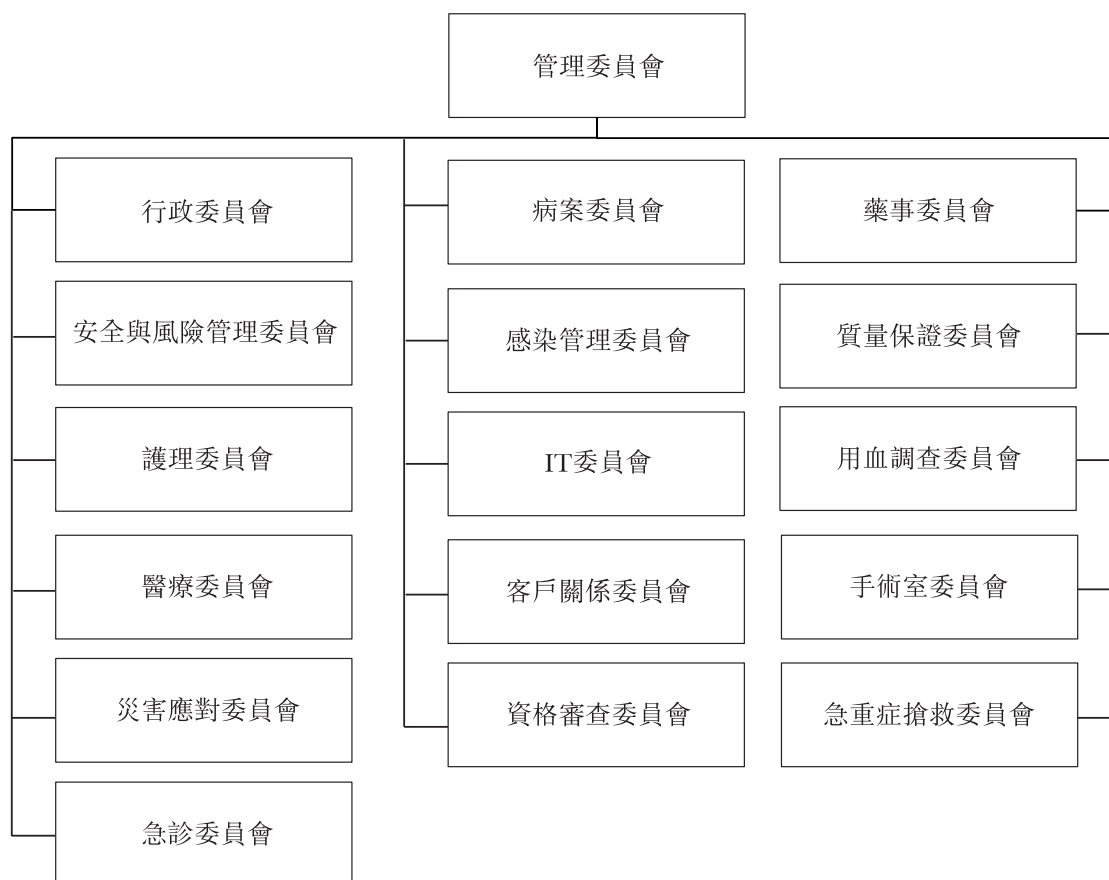 管理委員會
行政委員會
安全與風險管理委員會
護理委員會
醫療委員會
災害應對委員會
急診委員會
病案委員會
感染管理委員會
IT委員會
客戶關係委員會
資格審查委員會
藥事委員會
質量保證委員會
用血調查委員會
手術室委員會
急重症搶救委員會